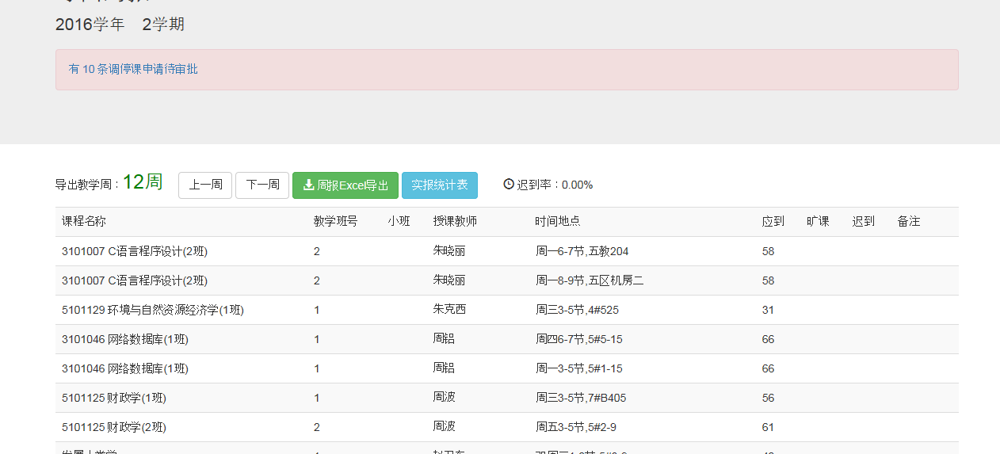 2016学年 2学期
有 10 条调停课申请待审批
导出教学周：12周 上一周 下一周 周报Excel导出 实报统计表 迟到率：0.00%
课程名称 教学班号 小班 授课教师 时间地点 应到 旷课 迟到 备注
3101007 C语言程序设计(2班) 2 朱晓丽 周一6-7节,五教204 58
3101007 C语言程序设计(2班) 2 朱晓丽 周一8-9节,五区机房二 58
5101129 环境与自然资源经济学(1班) 1 朱克西 周三3-5节,4#525 31
3101046 网络数据库(1班) 1 周铝 周四6-7节,5#5-15 66
3101046 网络数据库(1班) 1 周铝 周一3-5节,5#1-15 66
5101125 财政学(1班) 1 周波 周三3-5节,7#B405 56
5101125 财政学(2班) 2 周波 周五3-5节,5#2-9 61